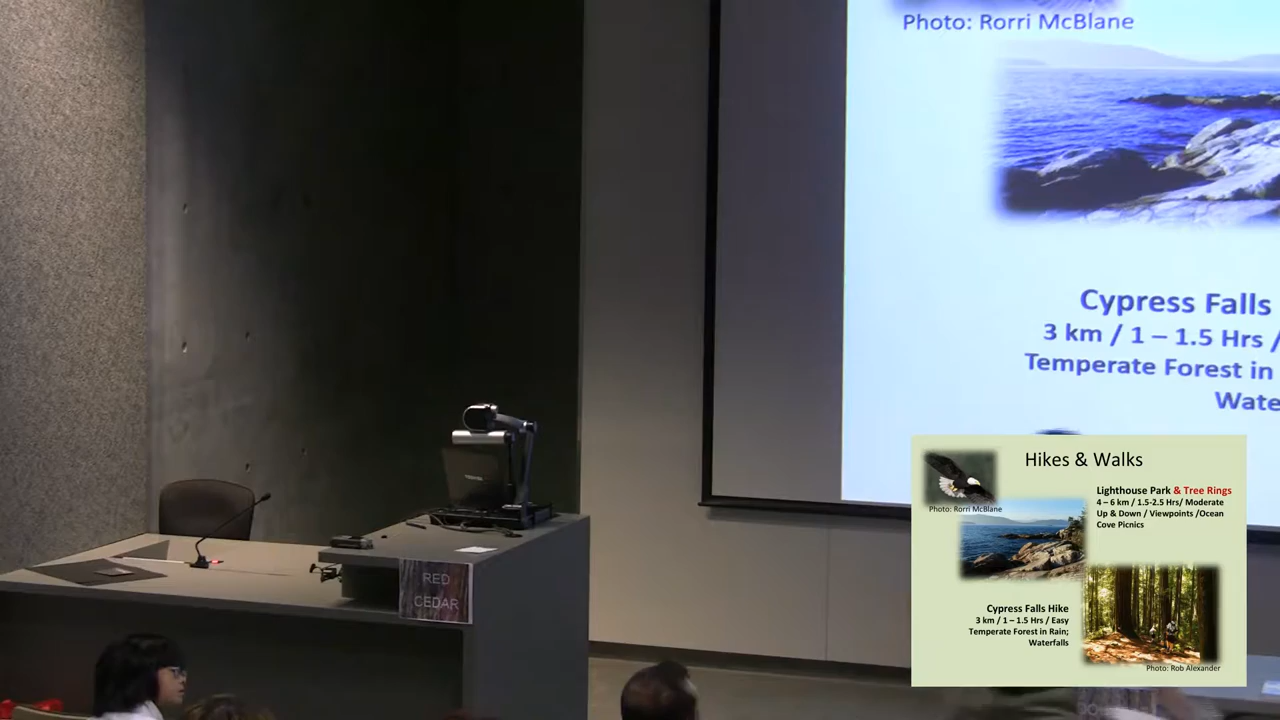 Photo: Rorri McBlane
Cypress Falls
3 km / 1 – 1.5 Hrs /
Temperate Forest in
Wate
RED
CEDAR
Hikes & Walks
Photo: Rorri McBlane
Lighthouse Park & Tree Rings
4 – 6 km / 1.5-2.5 Hrs/ Moderate
Up & Down / Viewpoints /Ocean
Cove Picnics
Cypress Falls Hike
3 km / 1 – 1.5 Hrs / Easy
Temperate Forest in Rain;
Waterfalls
Photo: Rob Alexander